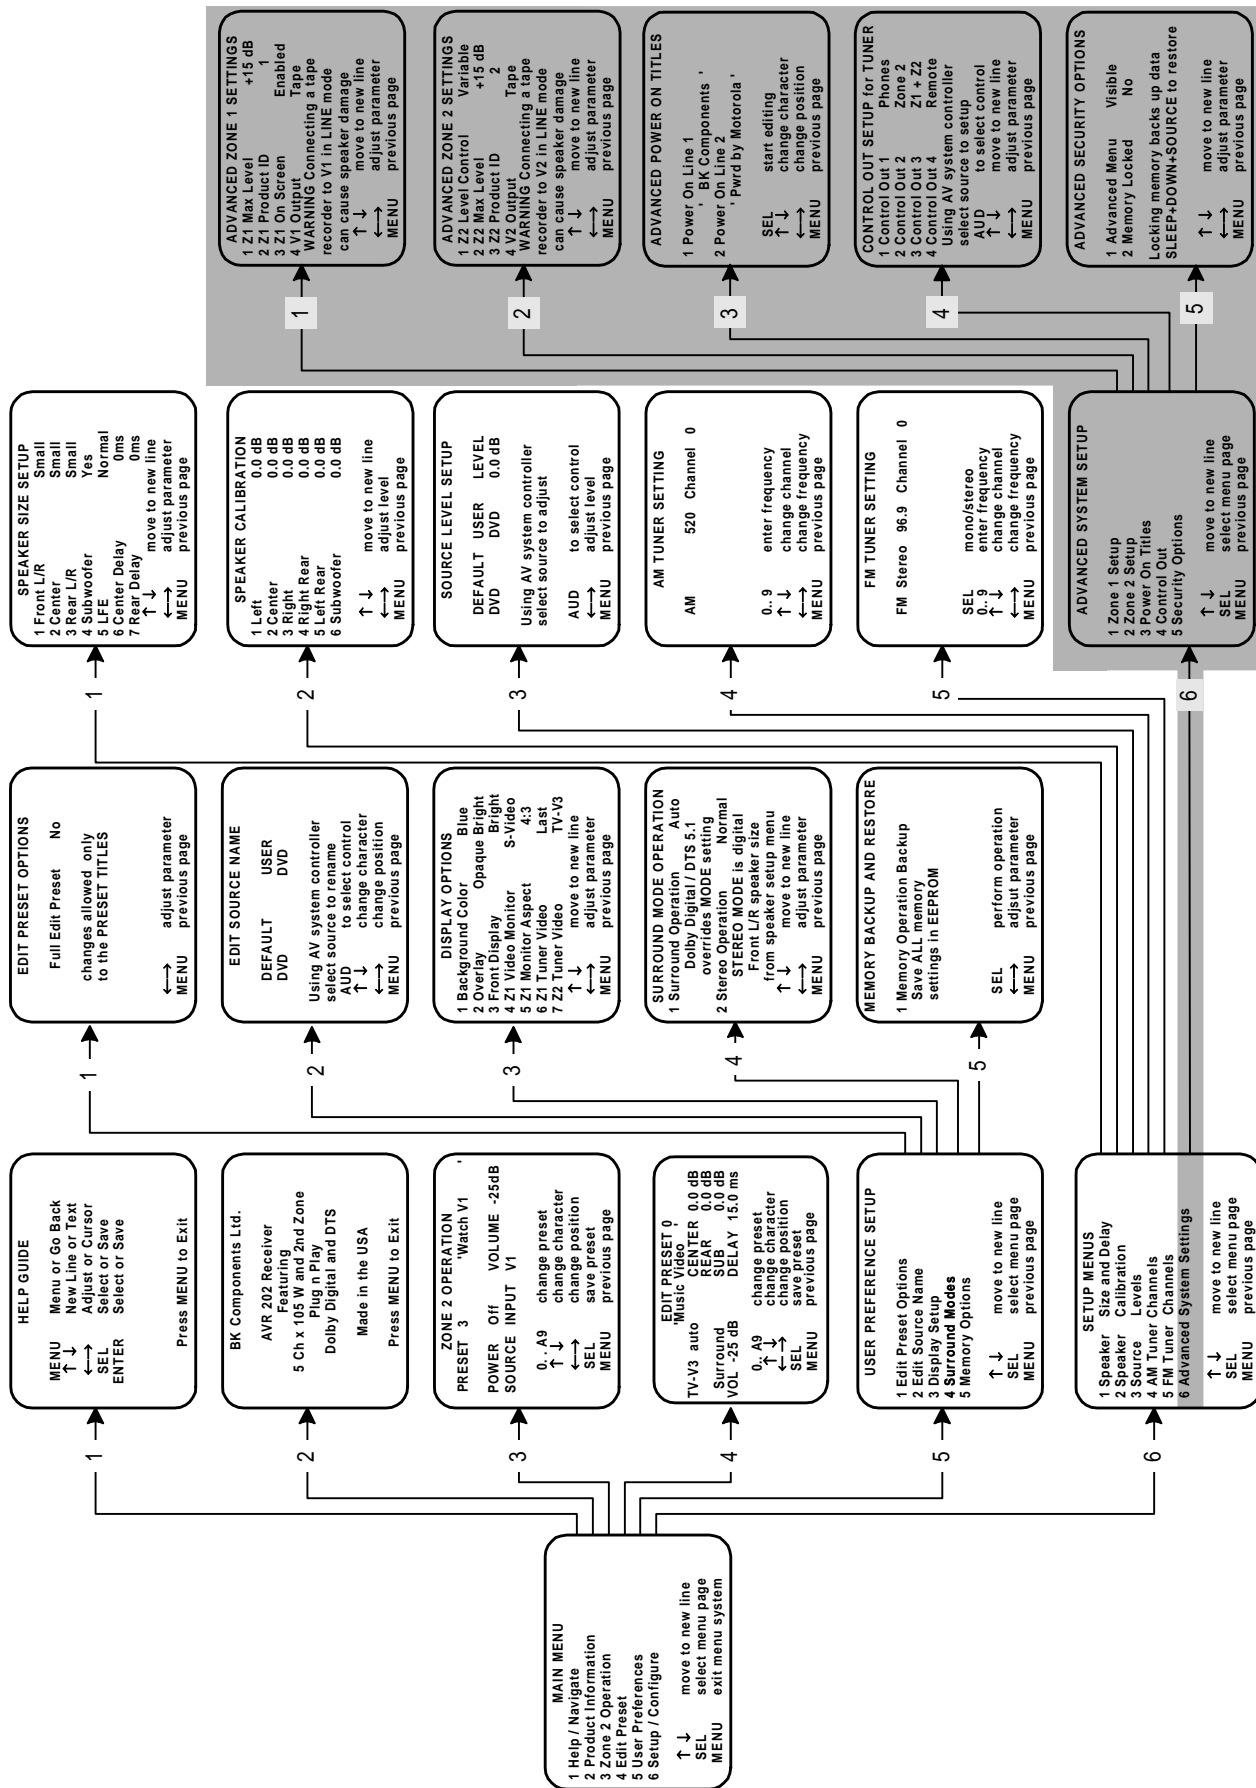 MAIN MENU
1 Help / Navigate
2 Product Information
3 Zone 2 Operation
4 Edit Preset
5 User Preferences
6 Setup / Configure
↑ ↓ move to new line
SEL select menu page
MENU exit menu system
1
2
3
4
5
6
HELP GUIDE
MENU Menu or Go Back
↑ ↓ New Line or Text
←→ Adjust or Cursor
SEL Select or Save
ENTER Select or Save
Press MENU to Exit
BK Components Ltd.
AVR 202 Receiver
Featuring
5 Ch x 105 W and 2nd Zone
Plug n Play
Dolby Digital and DTS
Made in the USA
Press MENU to Exit
ZONE 2 OPERATION
PRESET 3 'Watch V1 '
POWER Off VOLUME -25dB
SOURCE INPUT V1
0.. A9 change preset
↑ ↓ change character
←→ change position
SEL save preset
MENU previous page
EDIT PRESET 0
'Music Video '
TV-V3 auto CENTER 0.0 dB
REAR 0.0 dB
Surround SUB 0.0 dB
VOL -25 dB DELAY 15.0 ms
0.. A9 change preset
↑ ↓ change character
←→ change position
SEL save preset
MENU previous page
USER PREFERENCE SETUP
1 Edit Preset Options
2 Edit Source Name
3 Display Setup
4 Surround Modes
5 Memory Options
↑ ↓ move to new line
SEL select menu page
MENU previous page
SETUP MENUS
1 Speaker Size and Delay
2 Speaker Calibration
3 Source Levels
4 AM Tuner Channels
5 FM Tuner Channels
6 Advanced System Settings
↑ ↓ move to new line
SEL select menu page
MENU previous page
1
2
3
4
5
EDIT PRESET OPTIONS
Full Edit Preset No
changes allowed only
to the PRESET TITLES
←→ adjust parameter
MENU previous page
EDIT SOURCE NAME
DEFAULT USER
DVD DVD
Using AV system controller
select source to rename
AUD to select control
↑ ↓ change character
←→ change position
MENU previous page
DISPLAY OPTIONS
1 Background Color Blue
2 Overlay Opaque Bright
3 Front Display Bright
4 Z1 Video Monitor S-Video
5 Z1 Monitor Aspect 4:3
6 Z1 Tuner Video Last
7 Z2 Tuner Video TV-V3
↑ ↓ move to new line
←→ adjust parameter
MENU previous page
SURROUND MODE OPERATION
1 Surround Operation Auto
Dolby Digital / DTS 5.1
overrides MODE setting
2 Stereo Operation Normal
STEREO MODE is digital
Front L/R speaker size
from speaker setup menu
↑ ↓ move to new line
←→ adjust parameter
MENU previous page
MEMORY BACKUP AND RESTORE
1 Memory Operation Backup
Save ALL memory
settings in EEPROM
SEL perform operation
←→ adjsut parameter
MENU previous page
1
2
3
4
5
6
SPEAKER SIZE SETUP
1 Front L/R Small
2 Center Small
3 Rear L/R Small
4 Subwoofer Yes
5 LFE Normal
6 Center Delay 0ms
7 Rear Delay 0ms
↑ ↓ move to new line
←→ adjust parameter
MENU previous page
SPEAKER CALIBRATION
1 Left 0.0 dB
2 Center 0.0 dB
3 Right 0.0 dB
4 Right Rear 0.0 dB
5 Left Rear 0.0 dB
6 Subwoofer 0.0 dB
↑ ↓ move to new line
←→ adjust level
MENU previous page
SOURCE LEVEL SETUP
DEFAULT USER LEVEL
DVD DVD 0.0 dB
Using AV system controller
select source to adjust
AUD to select control
←→ adjust level
MENU previous page
AM TUNER SETTING
AM 520 Channel 0
0.. 9 enter frequency
↑ ↓ change channel
←→ change frequency
MENU previous page
FM TUNER SETTING
FM Stereo 96.9 Channel 0
SEL mono/stereo
0.. 9 enter frequency
↑ ↓ change channel
←→ change frequency
MENU previous page
ADVANCED SYSTEM SETUP
1 Zone 1 Setup
2 Zone 2 Setup
3 Power On Titles
4 Control Out
5 Security Options
↑ ↓ move to new line
SEL select menu page
MENU previous page
1
2
3
4
5
ADVANCED ZONE 1 SETTINGS
1 Z1 Max Level +15 dB
2 Z1 Product ID 1
3 Z1 On Screen Enabled
4 V1 Output Tape
WARNING Connecting a tape
recorder to V1 in LINE mode
can cause speaker damage
↑ ↓ move to new line
←→ adjust parameter
MENU previous page
ADVANCED ZONE 2 SETTINGS
1 Z2 Level Control Variable
2 Z2 Max Level +15 dB
3 Z2 Product ID 2
4 V2 Output Tape
WARNING Connecting a tape
recorder to V2 in LINE mode
can cause speaker damage
↑ ↓ move to new line
←→ adjust parameter
MENU previous page
ADVANCED POWER ON TITLES
1 Power On Line 1
' BK Components '
2 Power On Line 2
' Pwrd by Motorola '
SEL start editing
↑ ↓ change character
←→ change position
MENU previous page
CONTROL OUT SETUP for TUNER
1 Control Out 1 Phones
2 Control Out 2 Zone 2
3 Control Out 3 Z1 + Z2
4 Control Out 4 Remote
Using AV system controller
select source to setup
AUD to select control
↑ ↓ move to new line
←→ adjust parameter
MENU previous page
ADVANCED SECURITY OPTIONS
1 Advanced Menu Visible
2 Memory Locked No
Locking memory backs up data
SLEEP+DOWN+SOURCE to restore
↑ ↓ move to new line
←→ adjust parameter
MENU previous page